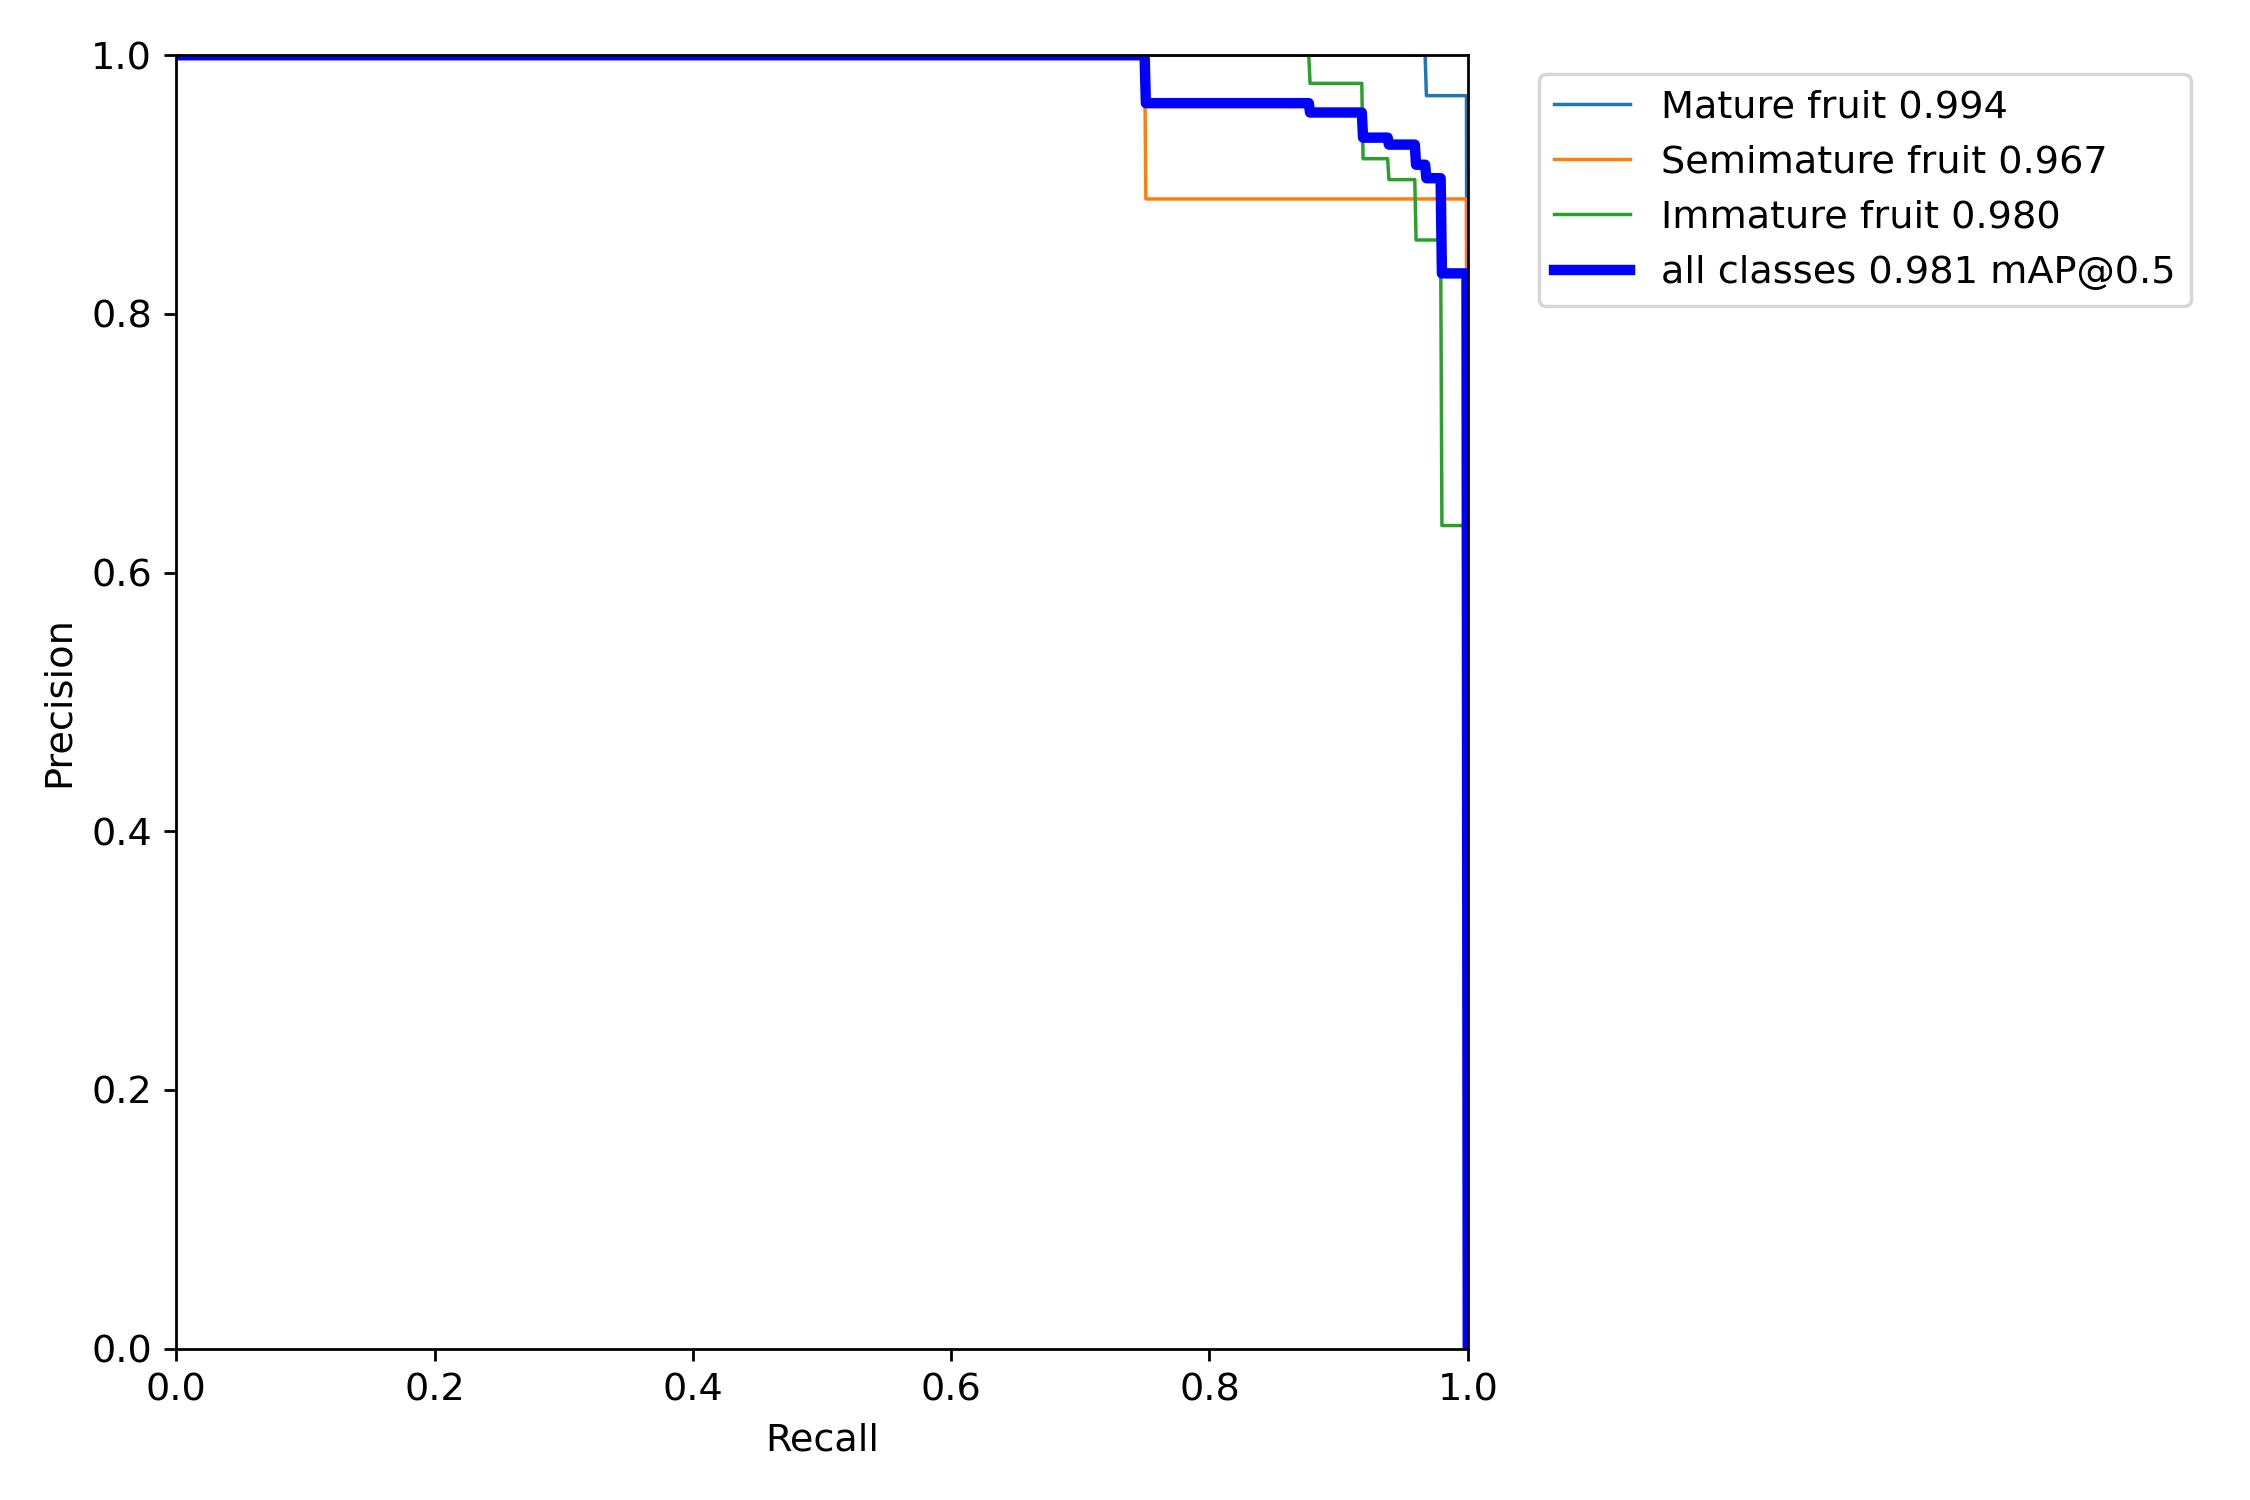 1.0
0.8
0.6
0.4
0.2
0.0
Precision
0.0 0.2 0.4 0.6 0.8 1.0
Recall
Mature fruit 0.994
Semimature fruit 0.967
Immature fruit 0.980
all classes 0.981 mAP@0.5